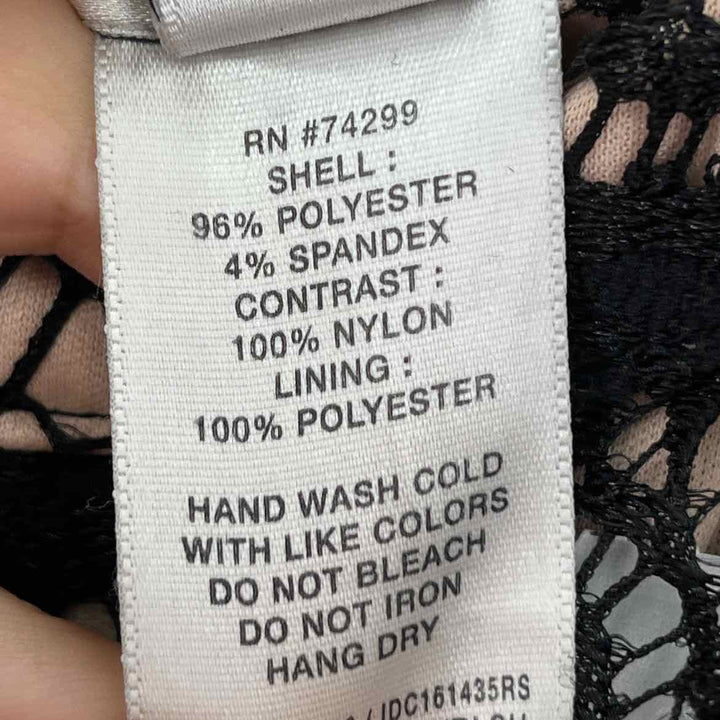 RN #74299
SHELL :
96% POLYESTER
4% SPANDEX
CONTRAST :
100% NYLON
LINING :
100% POLYESTER
HAND WASH COLD
WITH LIKE COLORS
DO NOT BLEACH
DO NOT IRON
HANG DRY
/ IDC161435RS